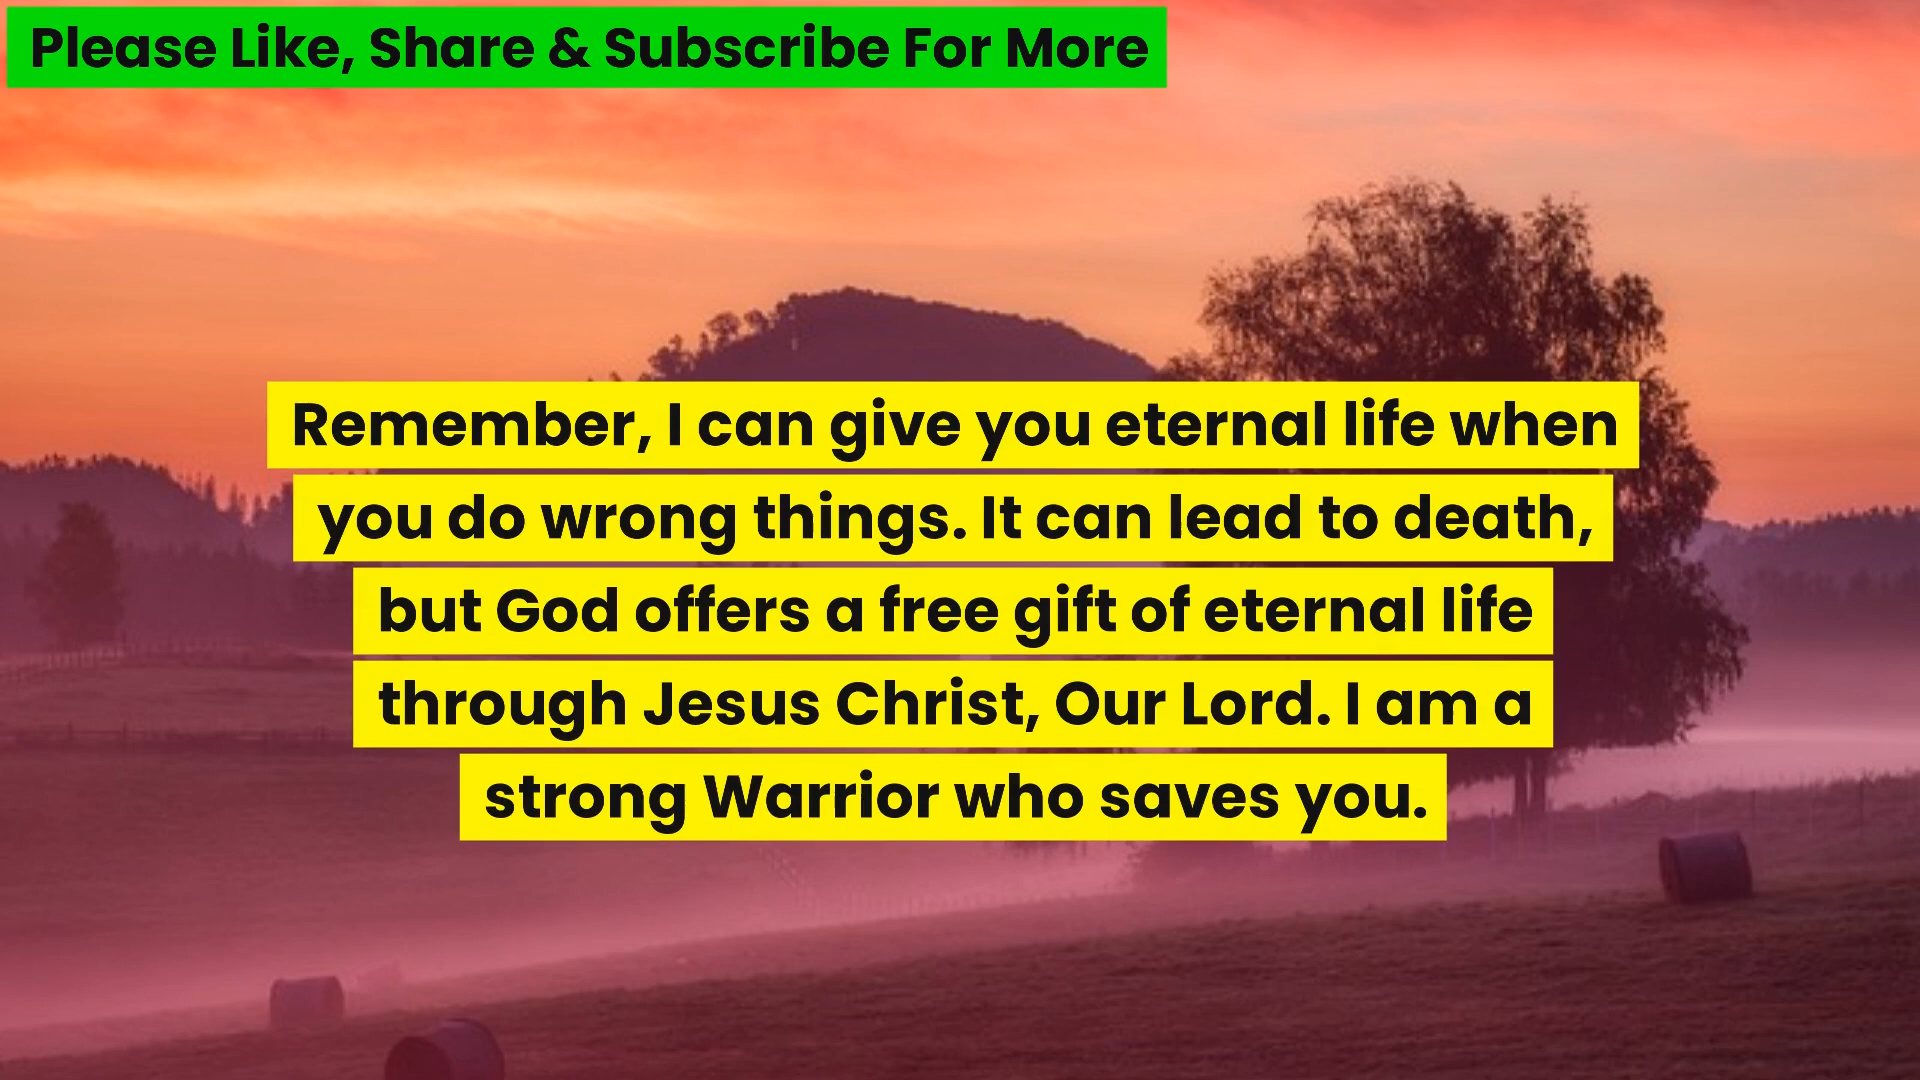 Please Like, Share & Subscribe For More
Remember, I can give you eternal life when
you do wrong things. It can lead to death,
but God offers a free gift of eternal life
through Jesus Christ, Our Lord. I am a
strong Warrior who saves you.